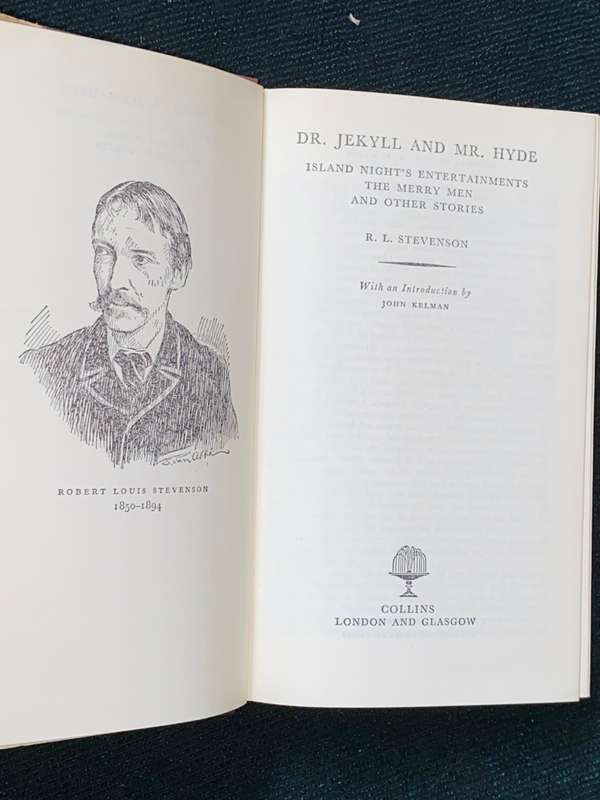 ROBERT LOUIS STEVENSON
1850-1894
DR. JEKYLL AND MR. HYDE
ISLAND NIGHT'S ENTERTAINMENTS
THE MERRY MEN
AND OTHER STORIES
R. L. STEVENSON
With an Introduction by
JOHN KELMAN
COLLINS
LONDON AND GLASGOW